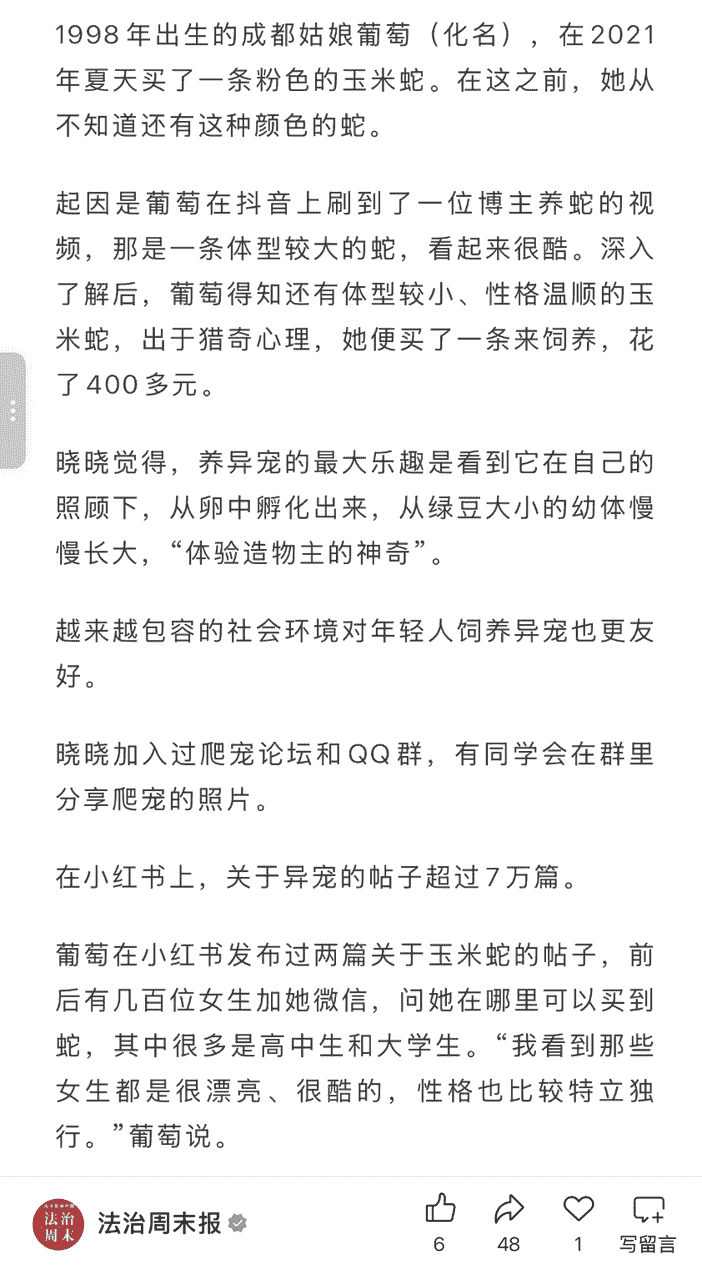 1998年出生的成都姑娘葡萄（化名），在2021
年夏天买了一条粉色的玉米蛇。在这之前，她从
不知道还有这种颜色的蛇。
起因是葡萄在抖音上刷到了一位博主养蛇的视
频，那是一条体型较大的蛇，看起来很酷。深入
了解后，葡萄得知还有体型较小、性格温顺的玉
米蛇，出于猎奇心理，她便买了一条来饲养，花
了400多元。
晓晓觉得，养异宠的最大乐趣是看到它在自己的
照顾下，从卵中孵化出来，从绿豆大小的幼体慢
慢长大，“体验造物主的神奇”。
越来越包容的社会环境对年轻人饲养异宠也更友
好。
晓晓加入过爬宠论坛和QQ群，有同学会在群里
分享爬宠的照片。
在小红书上，关于异宠的帖子超过7万篇。
葡萄在小红书发布过两篇关于玉米蛇的帖子，前
后有几百位女生加她微信，问她在哪里可以买到
蛇，其中很多是高中生和大学生。“我看到那些
女生都是很漂亮、很酷的，性格也比较特立独
行。”葡萄说。
法治
周末
法治周末报
6
48
1
写留言